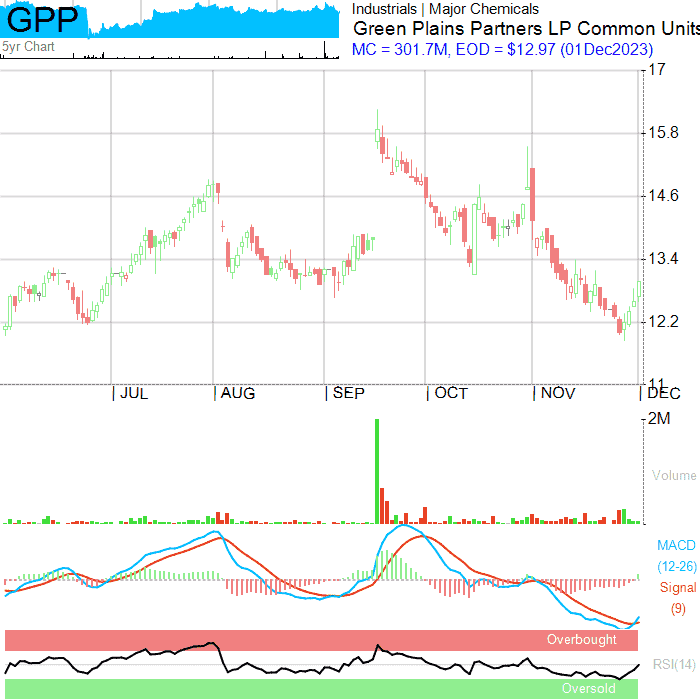 GPP
5yr Chart
Industrials | Major Chemicals
Green Plains Partners LP Common Units
MC = 301.7M, EOD = $12.97 (01Dec2023)
17
15.8
14.6
13.4
12.2
11
| JUL
| AUG
| SEP
| OCT
| NOV
| DEC
2M
Volume
MACD
(12-26)
Signal
(9)
Overbought
RSI(14)
Oversold